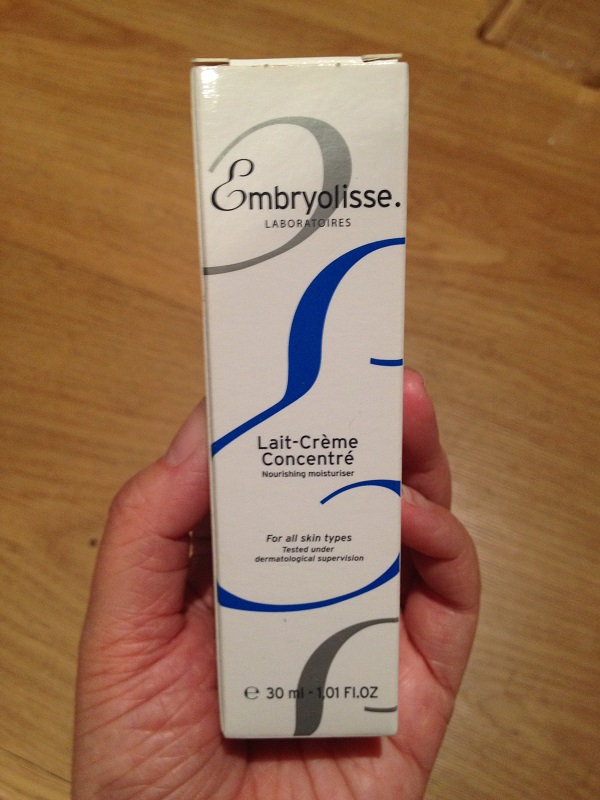 Embryolisse.
LABORATOIRES
Lait-Crème
Concentré
Nourishing moisturiser
For all skin types
Tested under
dermatological supervision
℮ 30 ml - 1.01 Fl.OZ